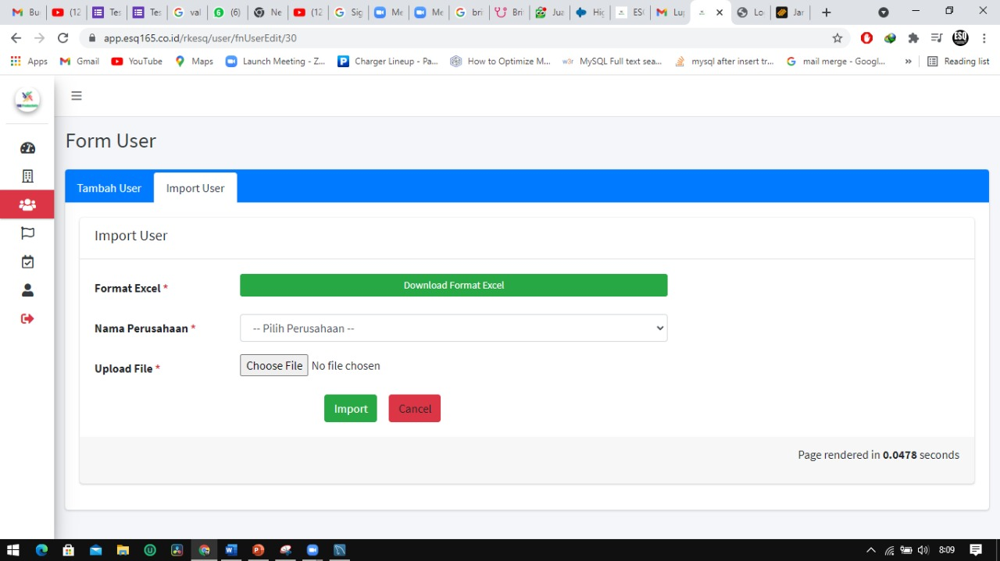 Bu
(12
Tes
Tes
val
(6)
Ne
(12
Sig
Me
Me
bri
Bri
Jua
Hig
ESQ
Lup
Lo
Jar
app.esq165.co.id/rkesq/user/fnUserEdit/30
Apps
Gmail
YouTube
Maps
Launch Meeting - Z...
Charger Lineup - Pa...
How to Optimize M...
MySQL Full text sea...
mysql after insert tr...
mail merge - Googl...
»
Reading list
Form User
Tambah User
Import User
Import User
Format Excel *
Download Format Excel
Nama Perusahaan *
-- Pilih Perusahaan --
Upload File *
Choose File No file chosen
Import
Cancel
Page rendered in 0.0478 seconds
8:09